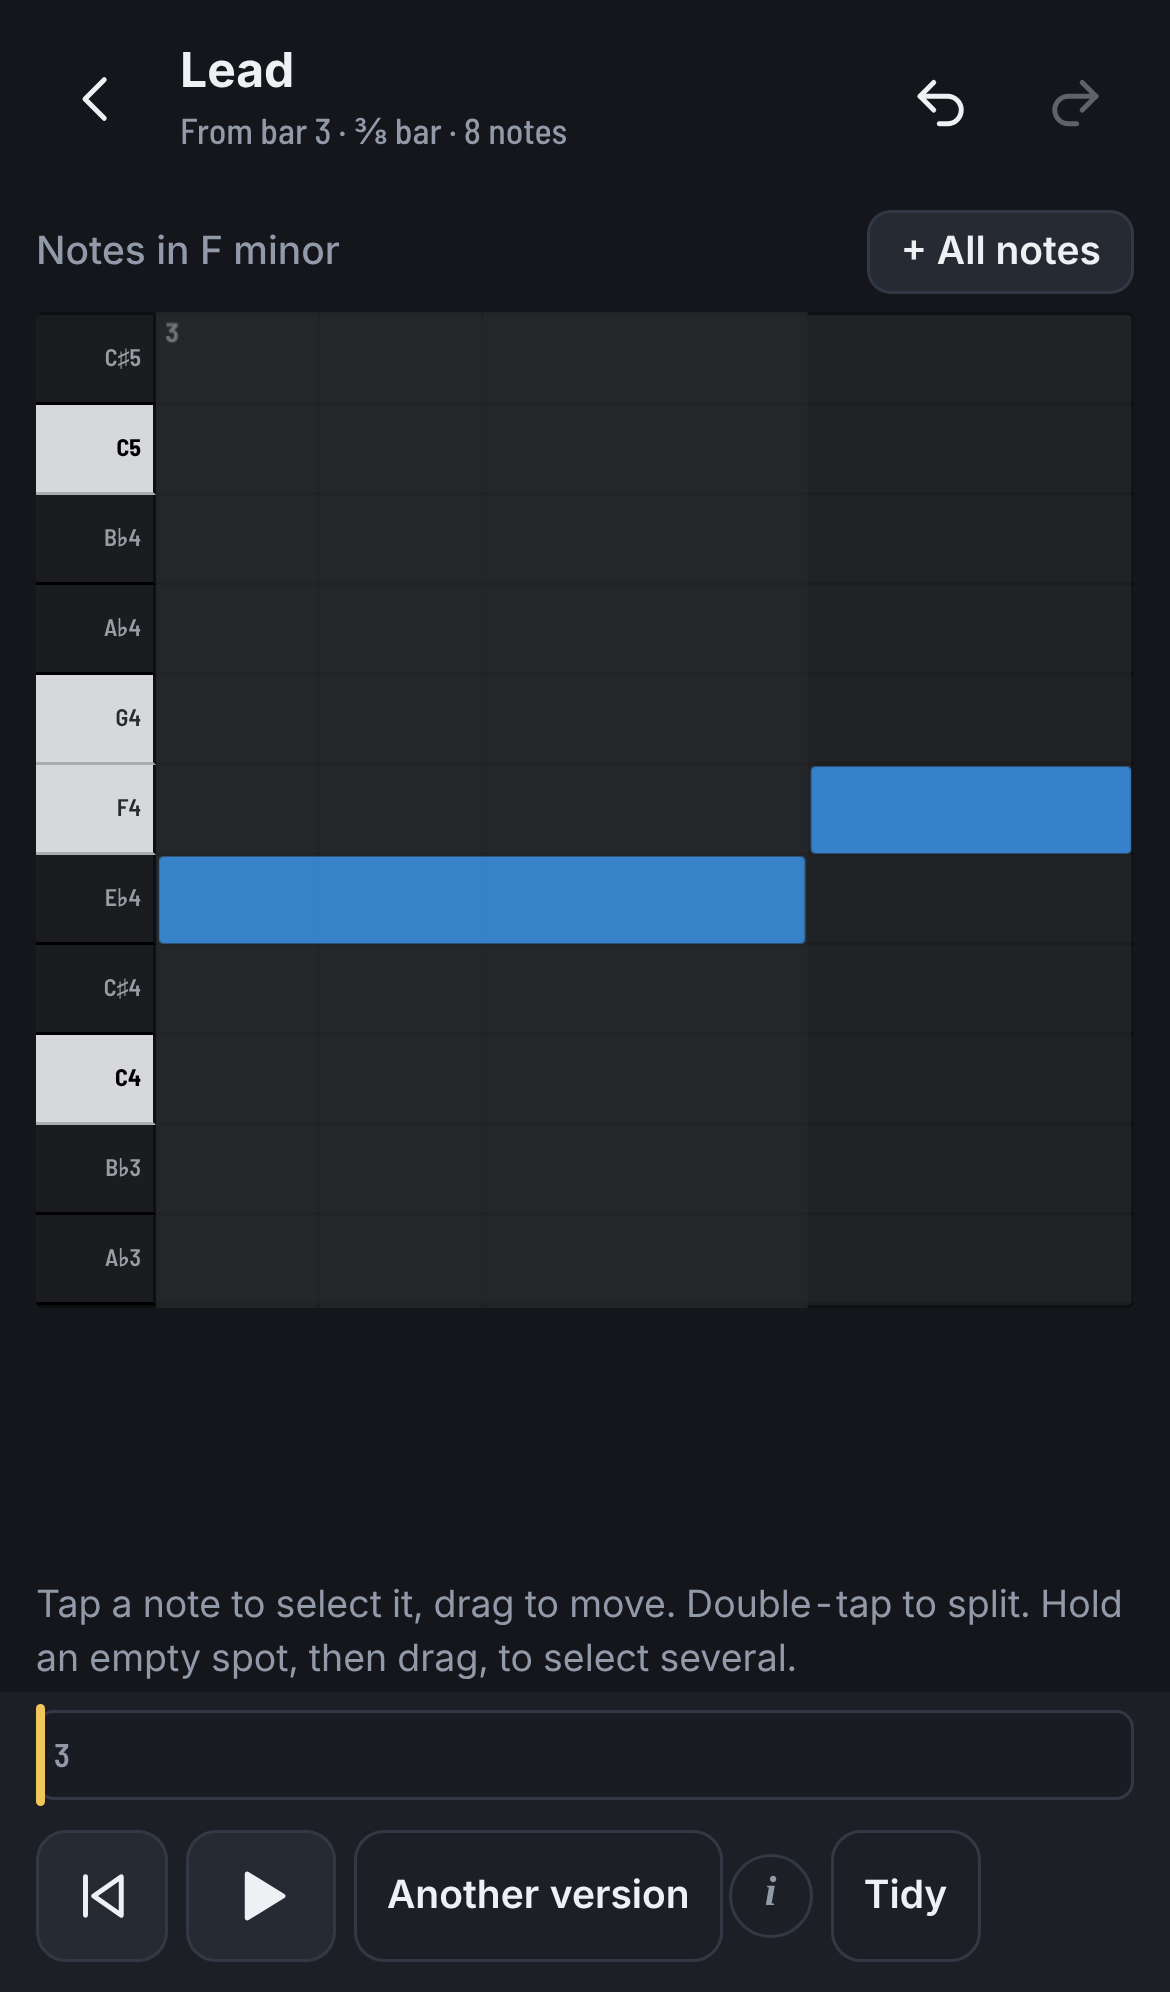 Lead
From bar 3 · ⅜ bar · 8 notes
Notes in F minor
+ All notes
3
C♯5
C5
B♭4
A♭4
G4
F4
E♭4
C♯4
C4
B♭3
A♭3
Tap a note to select it, drag to move. Double-tap to split. Hold
an empty spot, then drag, to select several.
3
Another version
i
Tidy